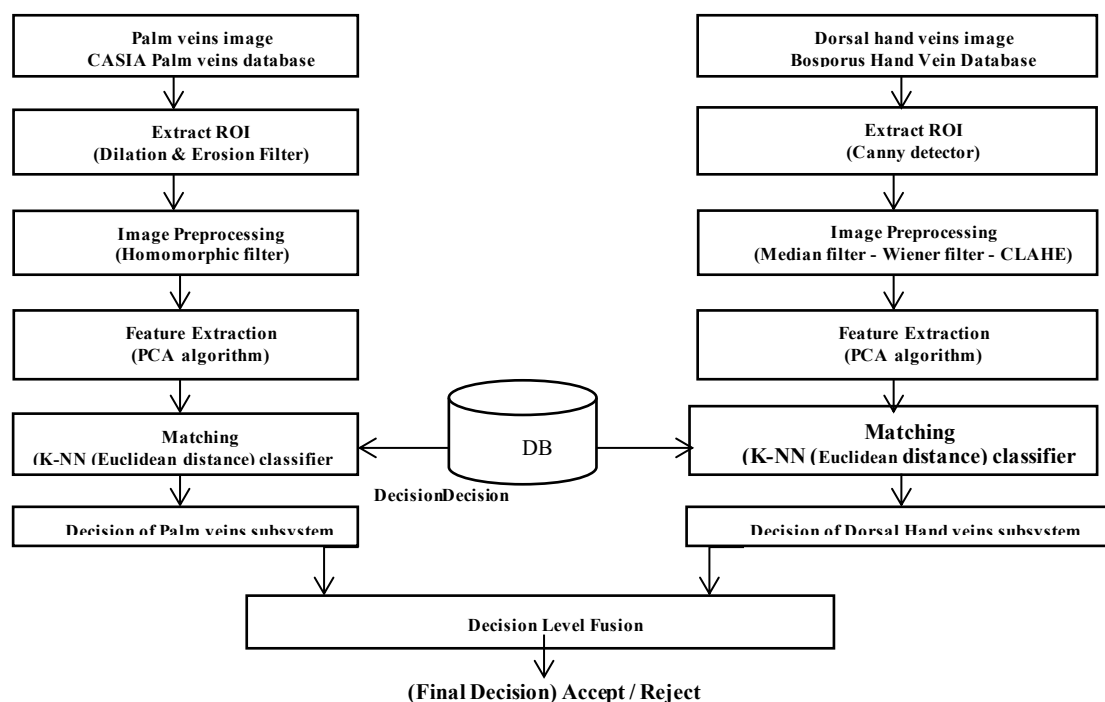 Palm veins image
CASIA Palm veins database
Extract ROI
(Dilation & Erosion Filter)
Image Preprocessing
(Homomorphic filter)
Feature Extraction
(PCA algorithm)
Matching
(K-NN (Euclidean distance) classifier
Decision of Palm veins subsystem
Dorsal hand veins image
Bosporus Hand Vein Database
Extract ROI
(Canny detector)
Image Preprocessing
(Median filter - Wiener filter - CLAHE)
Feature Extraction
(PCA algorithm)
Matching
(K-NN (Euclidean distance) classifier
Decision of Dorsal Hand veins subsystem
DB
DecisionDecision
Decision Level Fusion
(Final Decision) Accept / Reject